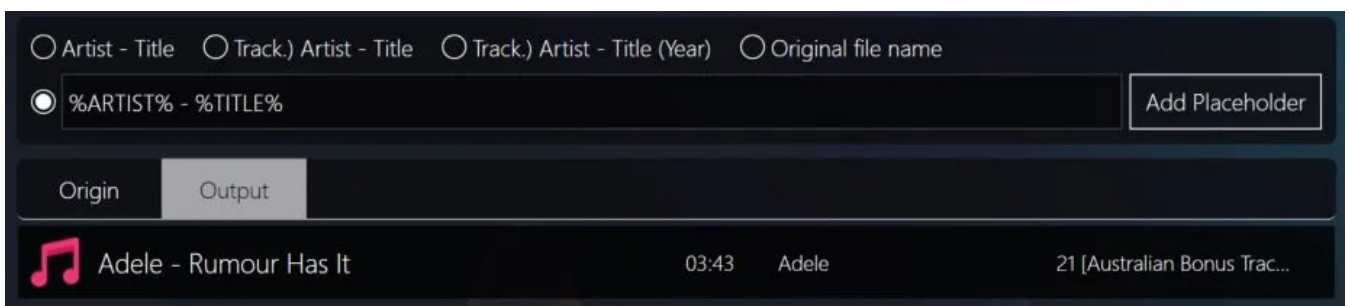 Artist - Title Track.) Artist - Title Track.) Artist - Title (Year) Original file name
%ARTIST% - %TITLE% Add Placeholder
Origin Output
Adele - Rumour Has It 03:43 Adele 21 [Australian Bonus Trac...